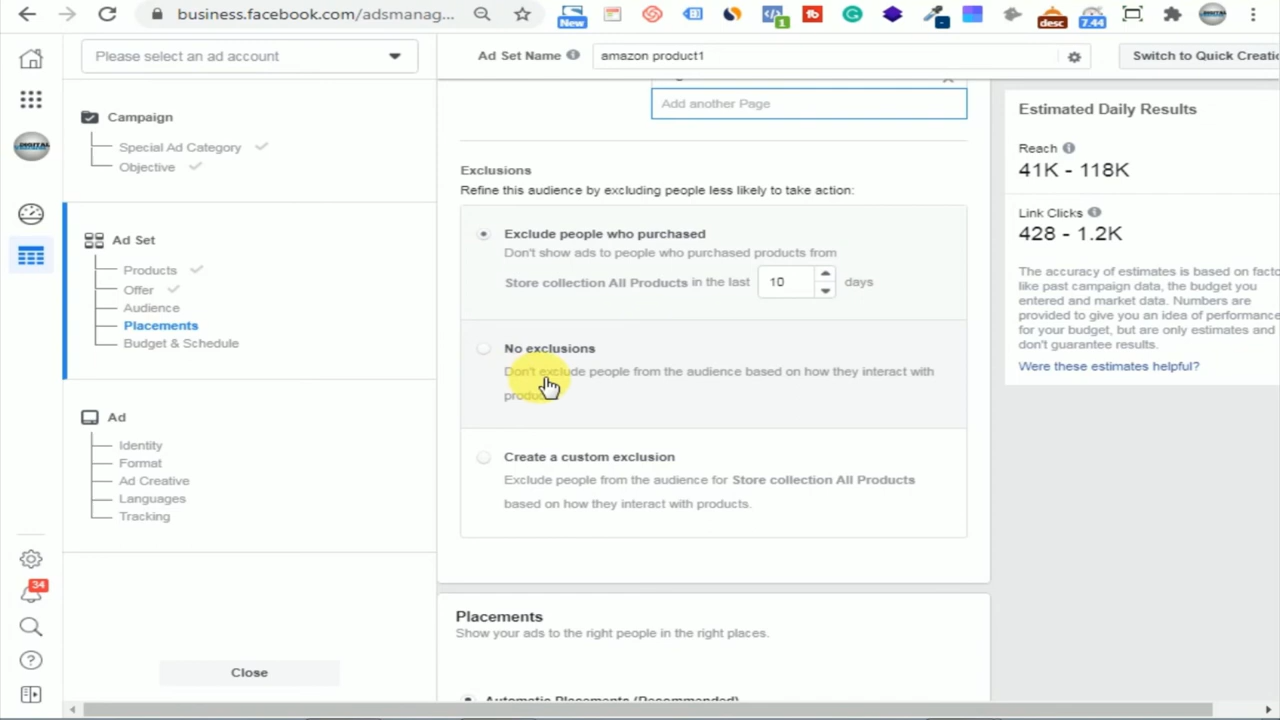 business.facebook.com/adsmanag...
New
1
desc
7.44
Please select an ad account
Ad Set Name
amazon product1
Switch to Quick Creatio
Campaign
Special Ad Category
Objective
Ad Set
Products
Offer
Audience
Placements
Budget & Schedule
Ad
Identity
Format
Ad Creative
Languages
Tracking
34
Close
Add another Page
Exclusions
Refine this audience by excluding people less likely to take action:
Exclude people who purchased
Don't show ads to people who purchased products from
Store collection All Products in the last 10 days
No exclusions
Don't exclude people from the audience based on how they interact with
Create a custom exclusion
Exclude people from the audience for Store collection All Products
based on how they interact with products.
Placements
Show your ads to the right people in the right places.
Automatic Placements (Recommended)
Estimated Daily Results
Reach
41K - 118K
Link Clicks
428 - 1.2K
The accuracy of estimates is based on facto
like past campaign data, the budget you
entered and market data. Numbers are
provided to give you an idea of performance
for your budget, but are only estimates and
don't guarantee results.
Were these estimates helpful?